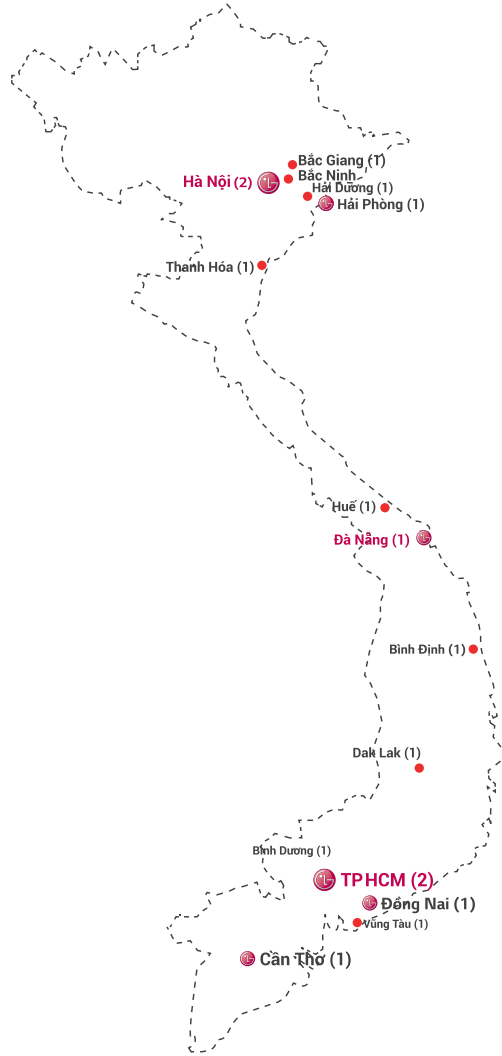 Bắc Giang (1)
Bắc Ninh
Hà Nội (2)
Hải Dương (1)
Hải Phòng (1)
Thanh Hóa (1)
Huế (1)
Đà Nẵng (1)
Bình Định (1)
Dak Lak (1)
Bình Dương (1)
TP HCM (2)
Đồng Nai (1)
Vũng Tàu (1)
Cần Thơ (1)